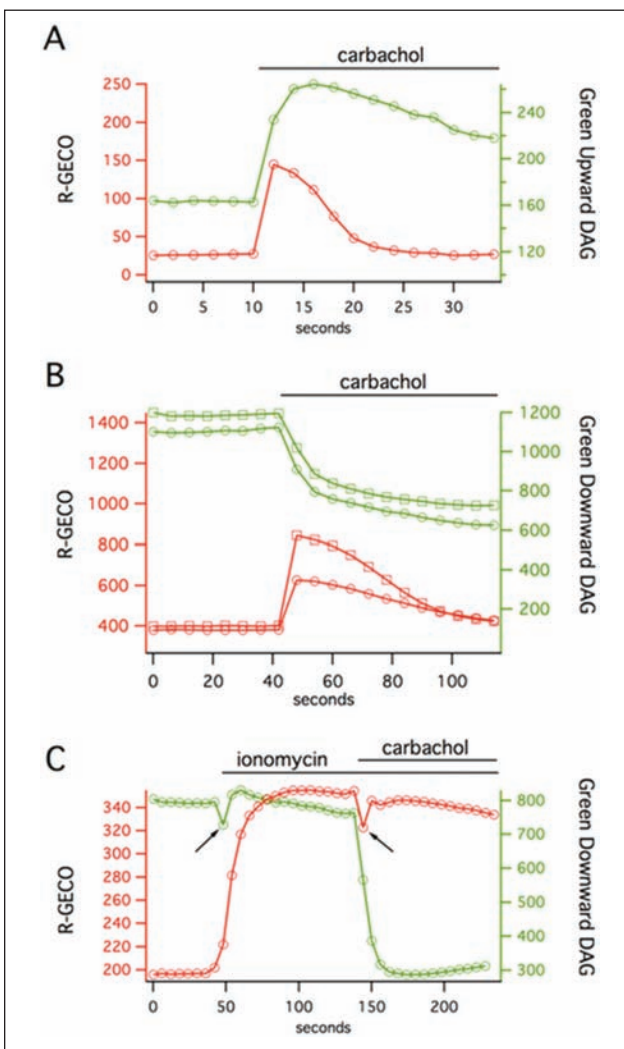 A
carbachol
250
200
150
100
50
0
R-GECO
240
200
160
120
Green Upward DAG
0 5 10 15 20 25 30
seconds
B
carbachol
1400
1200
1000
800
600
400
R-GECO
1200
1000
800
600
400
200
Green Downward DAG
0 20 40 60 80 100
seconds
C
ionomycin
carbachol
340
320
300
280
260
240
220
200
R-GECO
800
700
600
500
400
300
Green Downward DAG
0 50 100 150 200
seconds